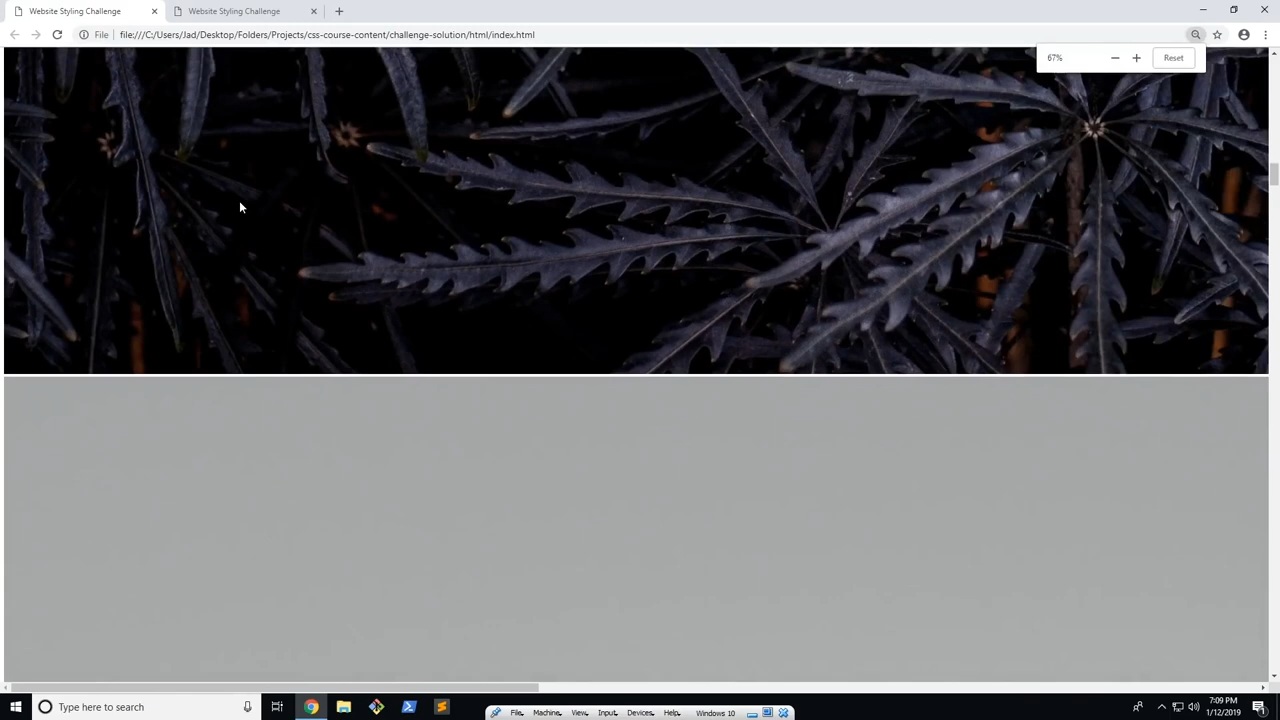 Website Styling Challenge
Website Styling Challenge
File
file:///C:/Users/Jad/Desktop/Folders/Projects/css-course-content/challenge-solution/html/index.html
67%
Reset
Type here to search
7:09 PM
1/12/2019
File
Machine
View
Input
Devices
Help
Windows 10